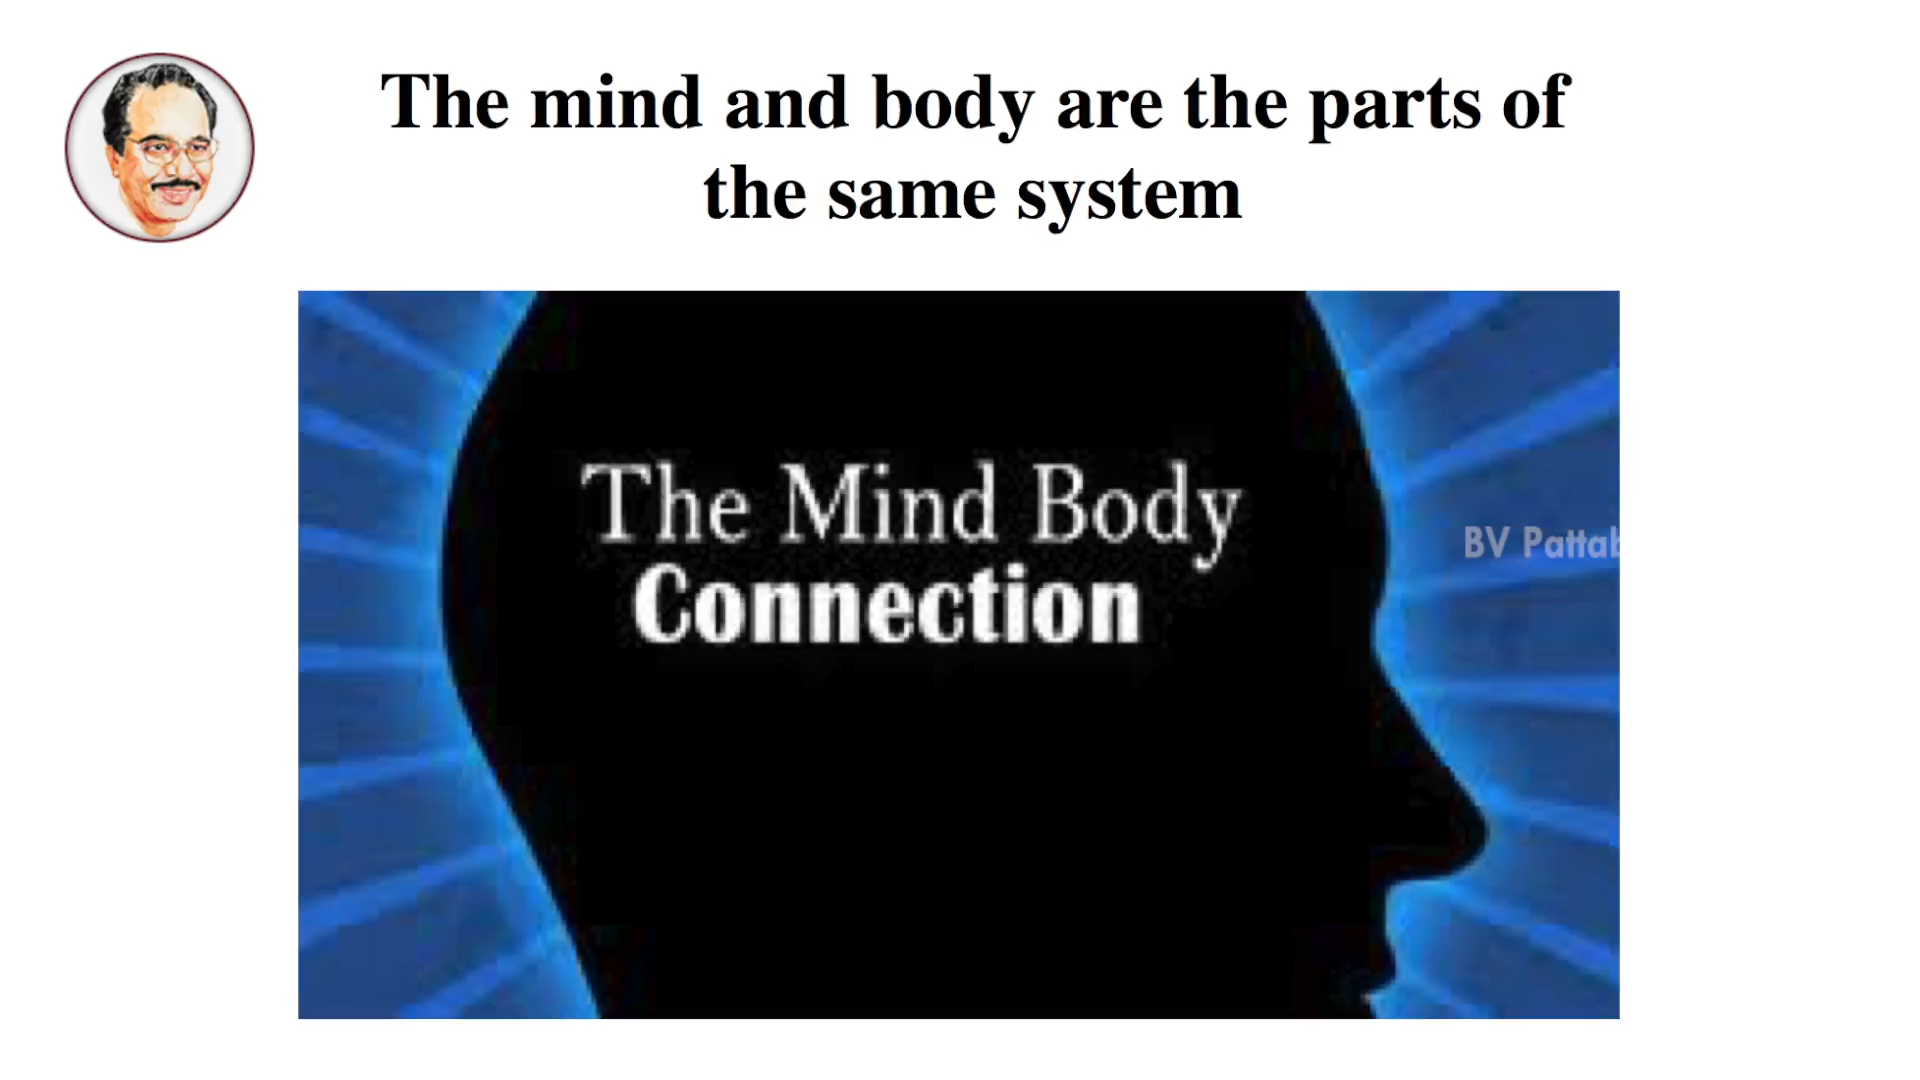 The mind and body are the parts of
the same system
The Mind Body
Connection
BV Pattab